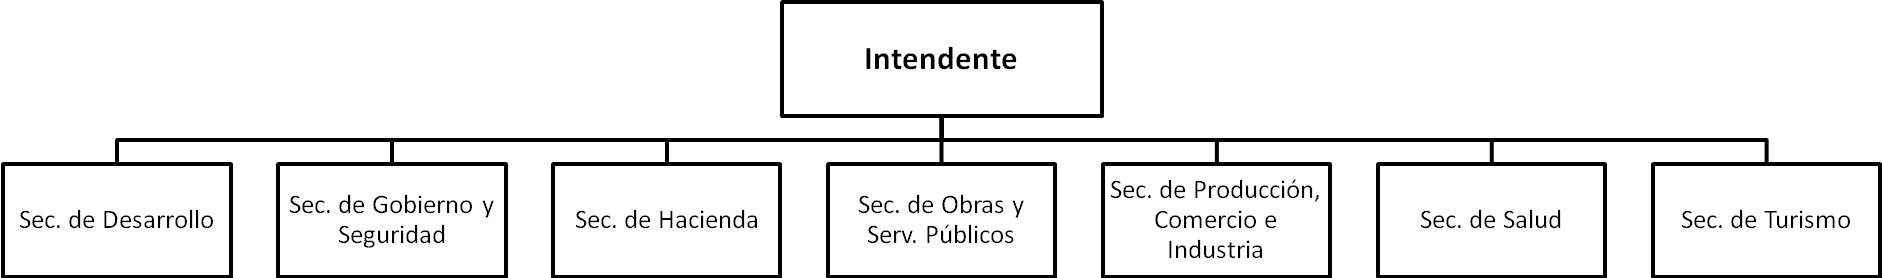 Intendente
Sec. de Desarrollo
Sec. de Gobierno y
Seguridad
Sec. de Hacienda
Sec. de Obras y
Serv. Públicos
Sec. de Producción,
Comercio e
Industria
Sec. de Salud
Sec. de Turismo